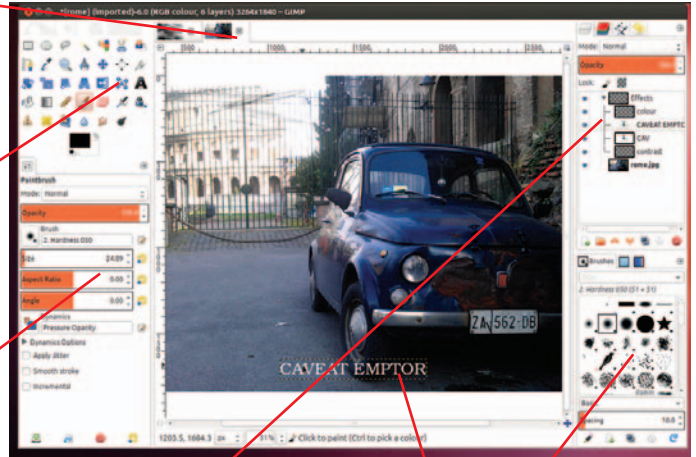 *[rome] (imported)-6.0 (RGB colour, 6 layers) 3264x1840 – GIMP
Mode: Normal
Opacity
Lock:
Effects
colour
CAVEAT EMPTC
CAV
contrast
rome.jpg
Paintbrush
Mode: Normal
Opacity
Brush
2. Hardness 050
Size 24.89
Aspect Ratio 0.00
Angle 0.00
Dynamics
Pressure Opacity
Dynamics Options
Apply Jitter
Smooth stroke
Incremental
ZA 562-DB
CAVEAT EMPTOR
Brushes
2. Hardness 050 (51 × 51)
Basic
Spacing 10.0
1203.5, 1604.3 px 31% Click to paint (Ctrl to pick a colour)